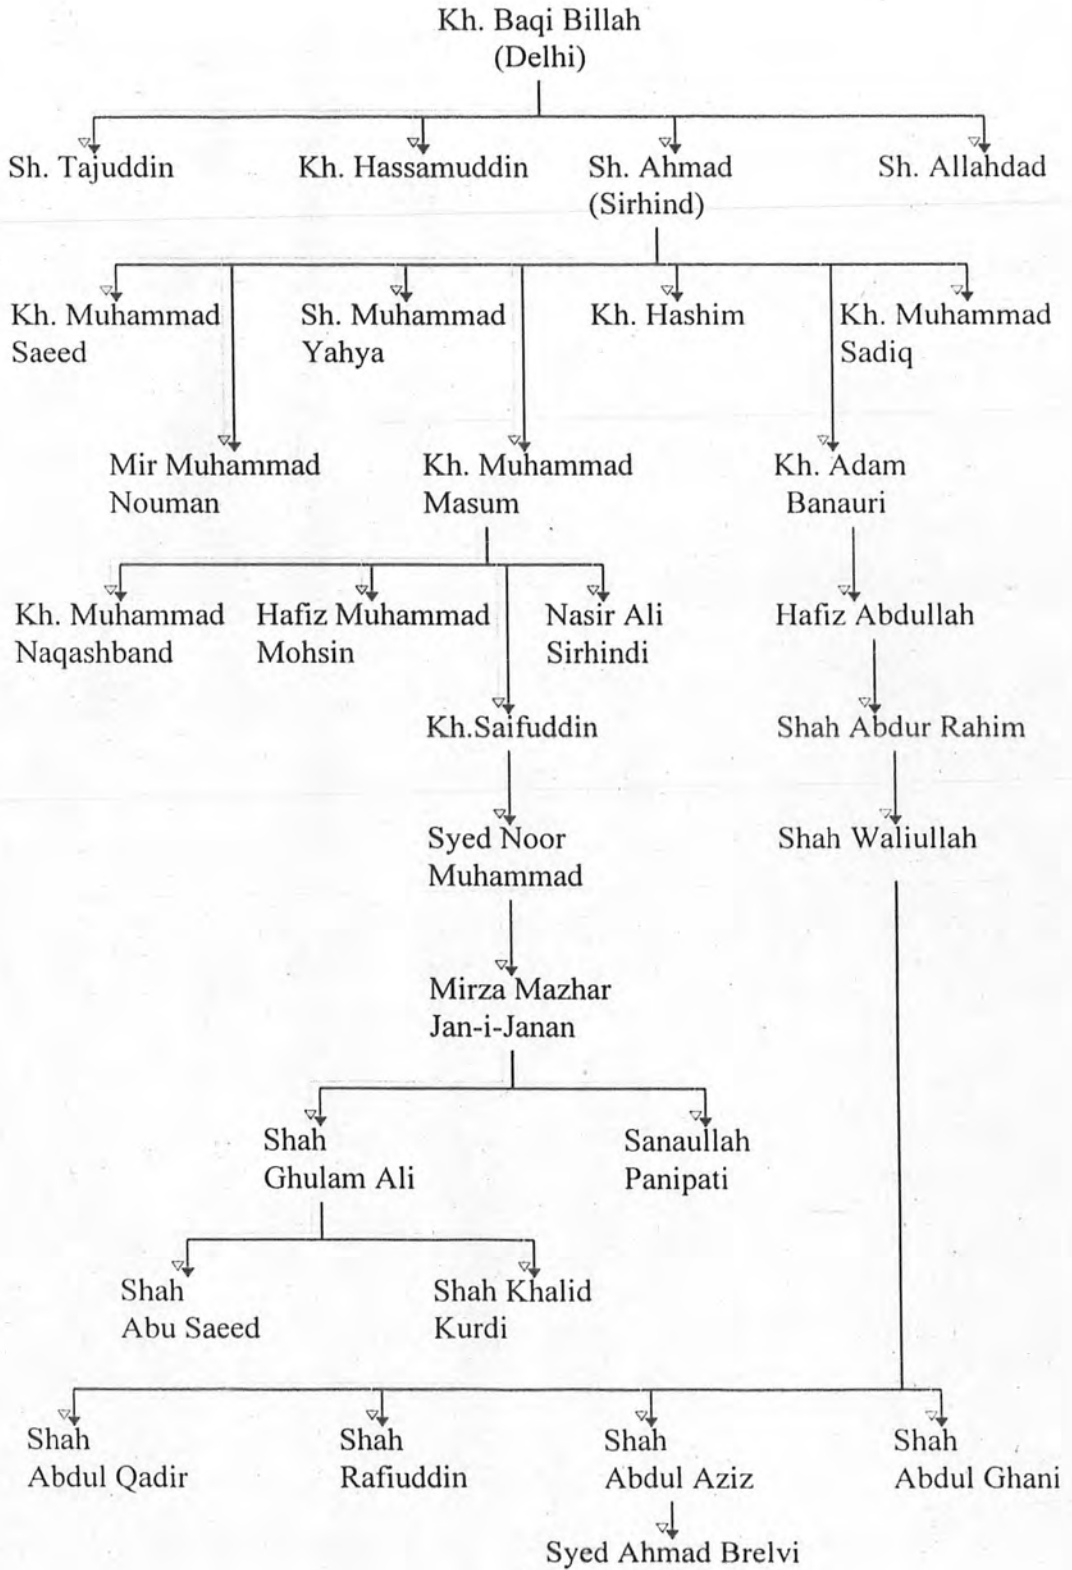 Kh. Baqi Billah
(Delhi)
Sh. Tajuddin
Kh. Hassamuddin
Sh. Ahmad
(Sirhind)
Sh. Allahdad
Kh. Muhammad
Saeed
Sh. Muhammad
Yahya
Kh. Hashim
Kh. Muhammad
Sadiq
Mir Muhammad
Nouman
Kh. Muhammad
Masum
Kh. Adam
Banauri
Kh. Muhammad
Naqashband
Hafiz Muhammad
Mohsin
Nasir Ali
Sirhindi
Hafiz Abdullah
Kh.Saifuddin
Shah Abdur Rahim
Syed Noor
Muhammad
Shah Waliullah
Mirza Mazhar
Jan-i-Janan
Shah
Ghulam Ali
Sanaullah
Panipati
Shah
Abu Saeed
Shah Khalid
Kurdi
Shah
Abdul Qadir
Shah
Rafiuddin
Shah
Abdul Aziz
Shah
Abdul Ghani
Syed Ahmad Brelvi